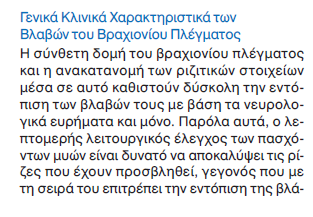 Γενικά Κλινικά Χαρακτηριστικά των
Βλαβών του Βραχιονίου Πλέγματος
Η σύνθετη δομή του βραχιονίου πλέγματος
και η ανακατανομή των ριζιτικών στοιχείων
μέσα σε αυτό καθιστούν δύσκολη την εντό-
πιση των βλαβών τους με βάση τα νευρολο-
γικά ευρήματα και μόνο. Παρόλα αυτά, ο λε-
πτομερής λειτουργικός έλεγχος των πασχό-
ντων μυών είναι δυνατό να αποκαλύψει τις ρί-
ζες που έχουν προσβληθεί, γεγονός που με
τη σειρά του επιτρέπει την εντόπιση της βλά-